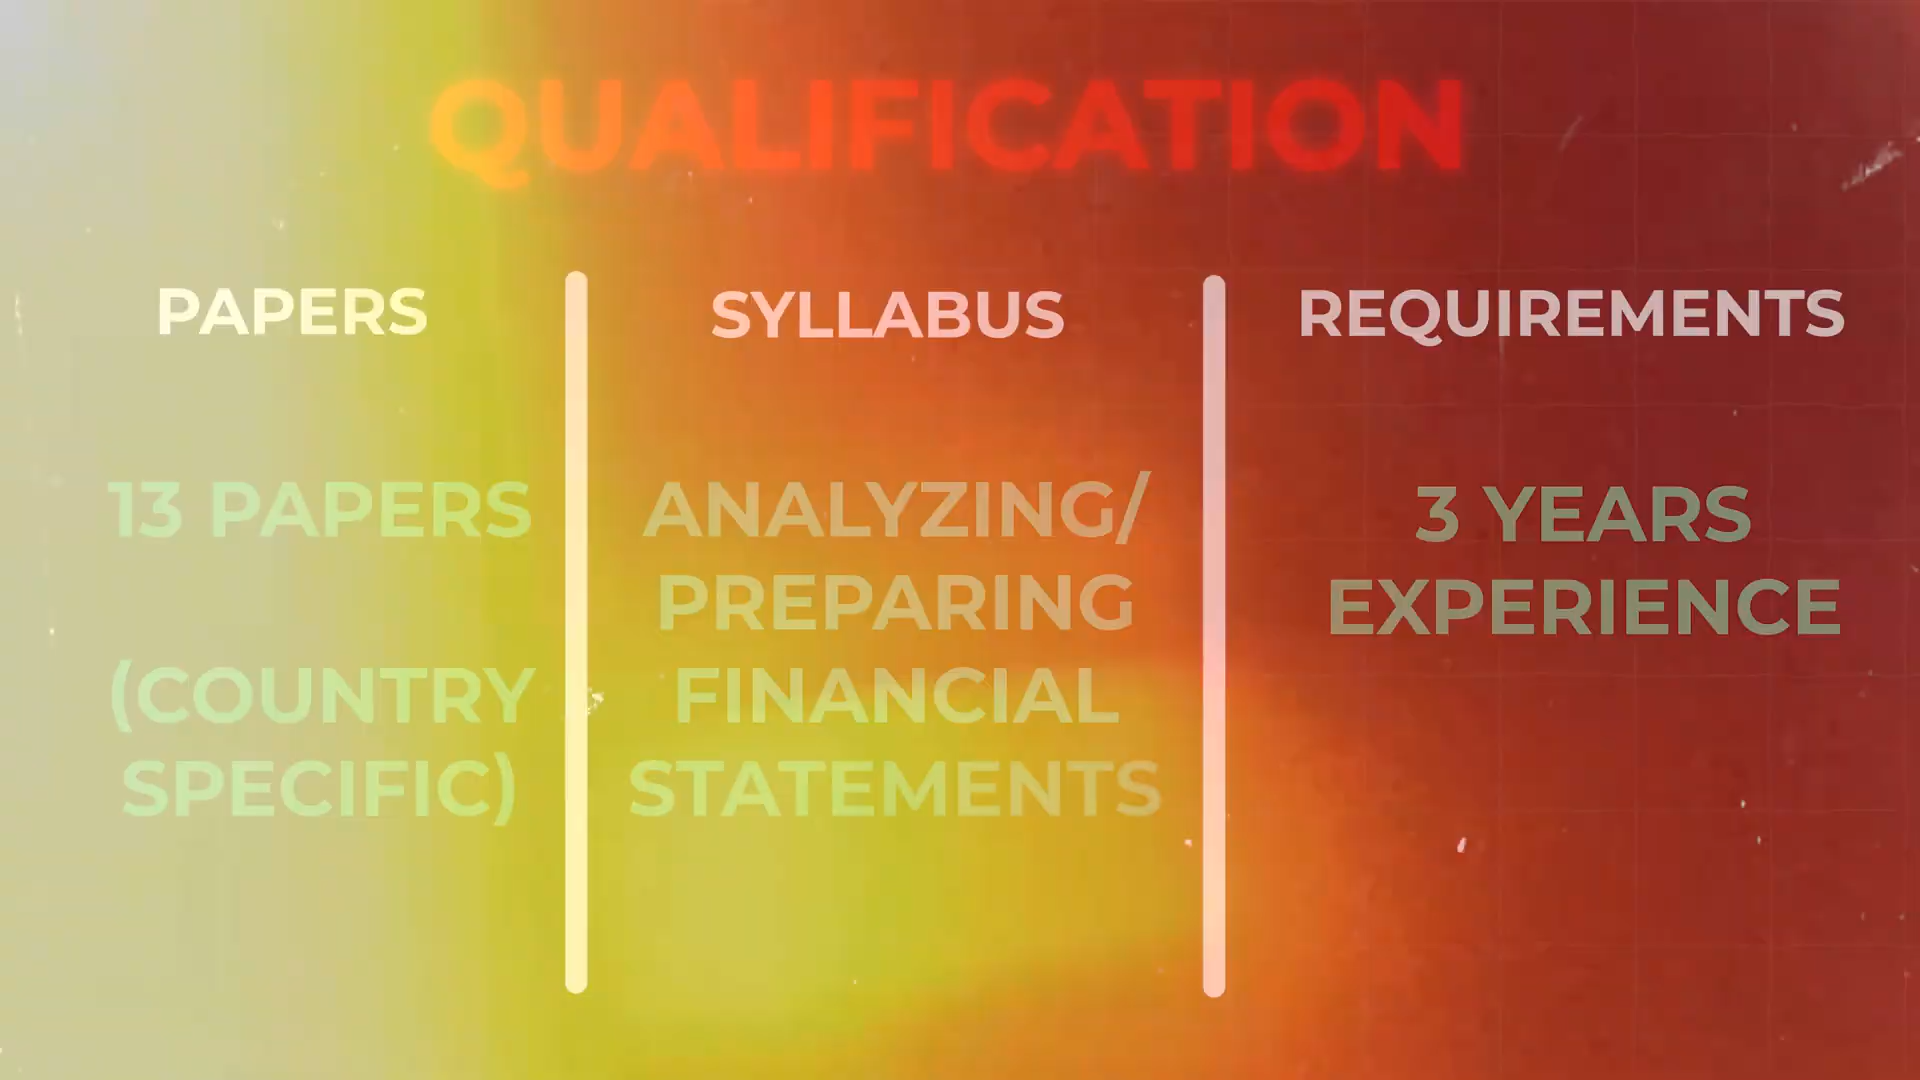 QUALIFICATION
PAPERS
13 PAPERS
(COUNTRY
SPECIFIC)
SYLLABUS
ANALYZING/
PREPARING
FINANCIAL
STATEMENTS
REQUIREMENTS
3 YEARS
EXPERIENCE